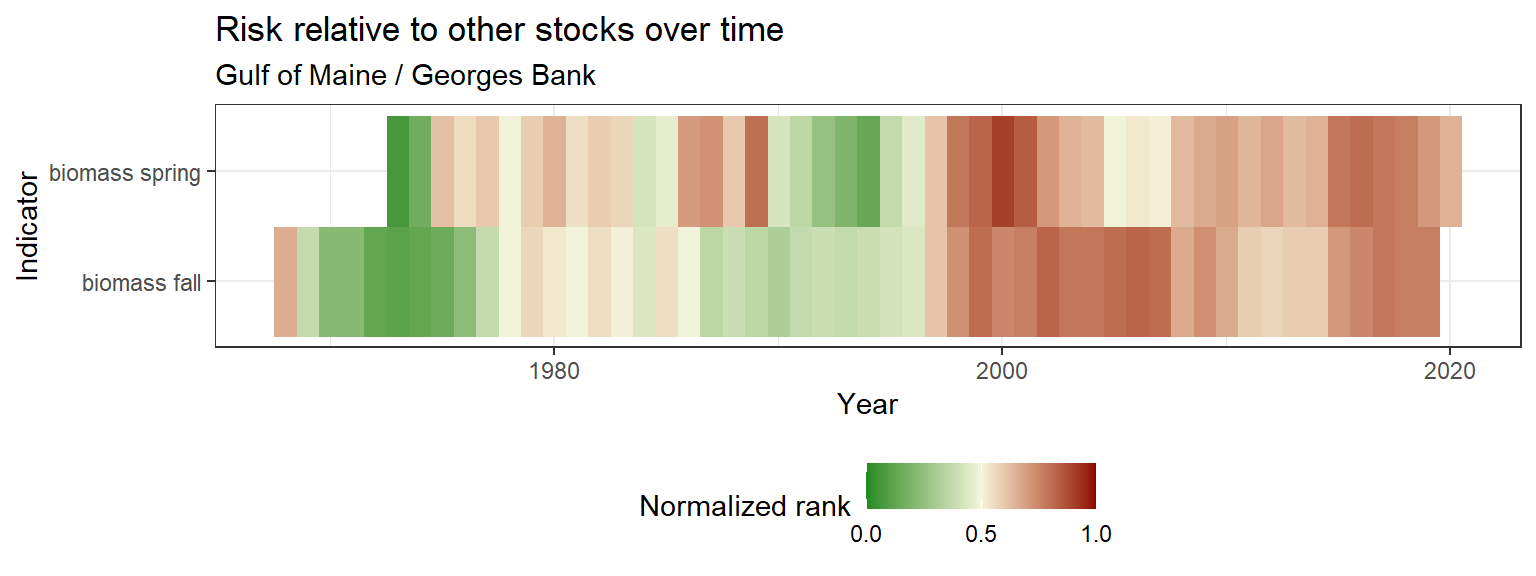 Risk relative to other stocks over time
Gulf of Maine / Georges Bank
Indicator
biomass spring
biomass fall
1980 2000 2020
Year
Normalized rank
0.0 0.5 1.0